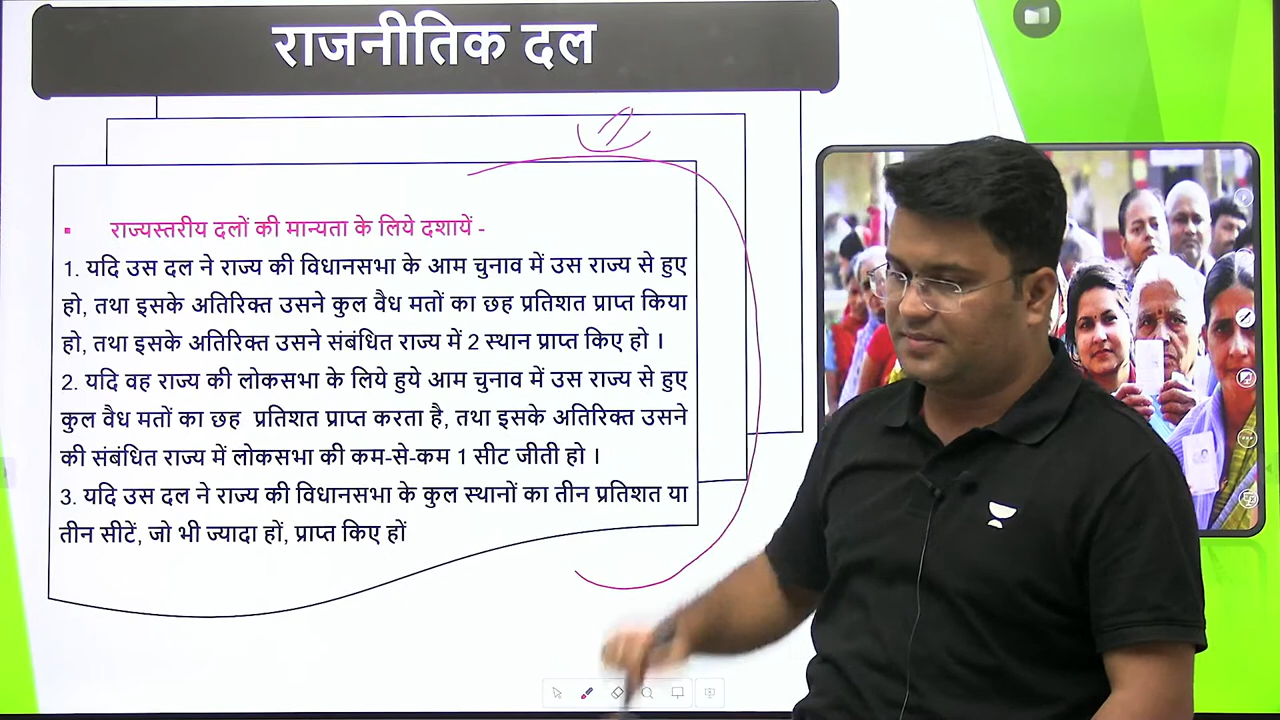 राजनीतिक दल
▪ राज्यस्तरीय दलों की मान्यता के लिये दशायें -
1. यदि उस दल ने राज्य की विधानसभा के आम चुनाव में उस राज्य से हुए
हो, तथा इसके अतिरिक्त उसने कुल वैध मतों का छह प्रतिशत प्राप्त किया
हो, तथा इसके अतिरिक्त उसने संबंधित राज्य में 2 स्थान प्राप्त किए हो ।
2. यदि वह राज्य की लोकसभा के लिये हुये आम चुनाव में उस राज्य से हुए
कुल वैध मतों का छह प्रतिशत प्राप्त करता है, तथा इसके अतिरिक्त उसने
की संबंधित राज्य में लोकसभा की कम-से-कम 1 सीट जीती हो ।
3. यदि उस दल ने राज्य की विधानसभा के कुल स्थानों का तीन प्रतिशत या
तीन सीटें, जो भी ज्यादा हों, प्राप्त किए हों